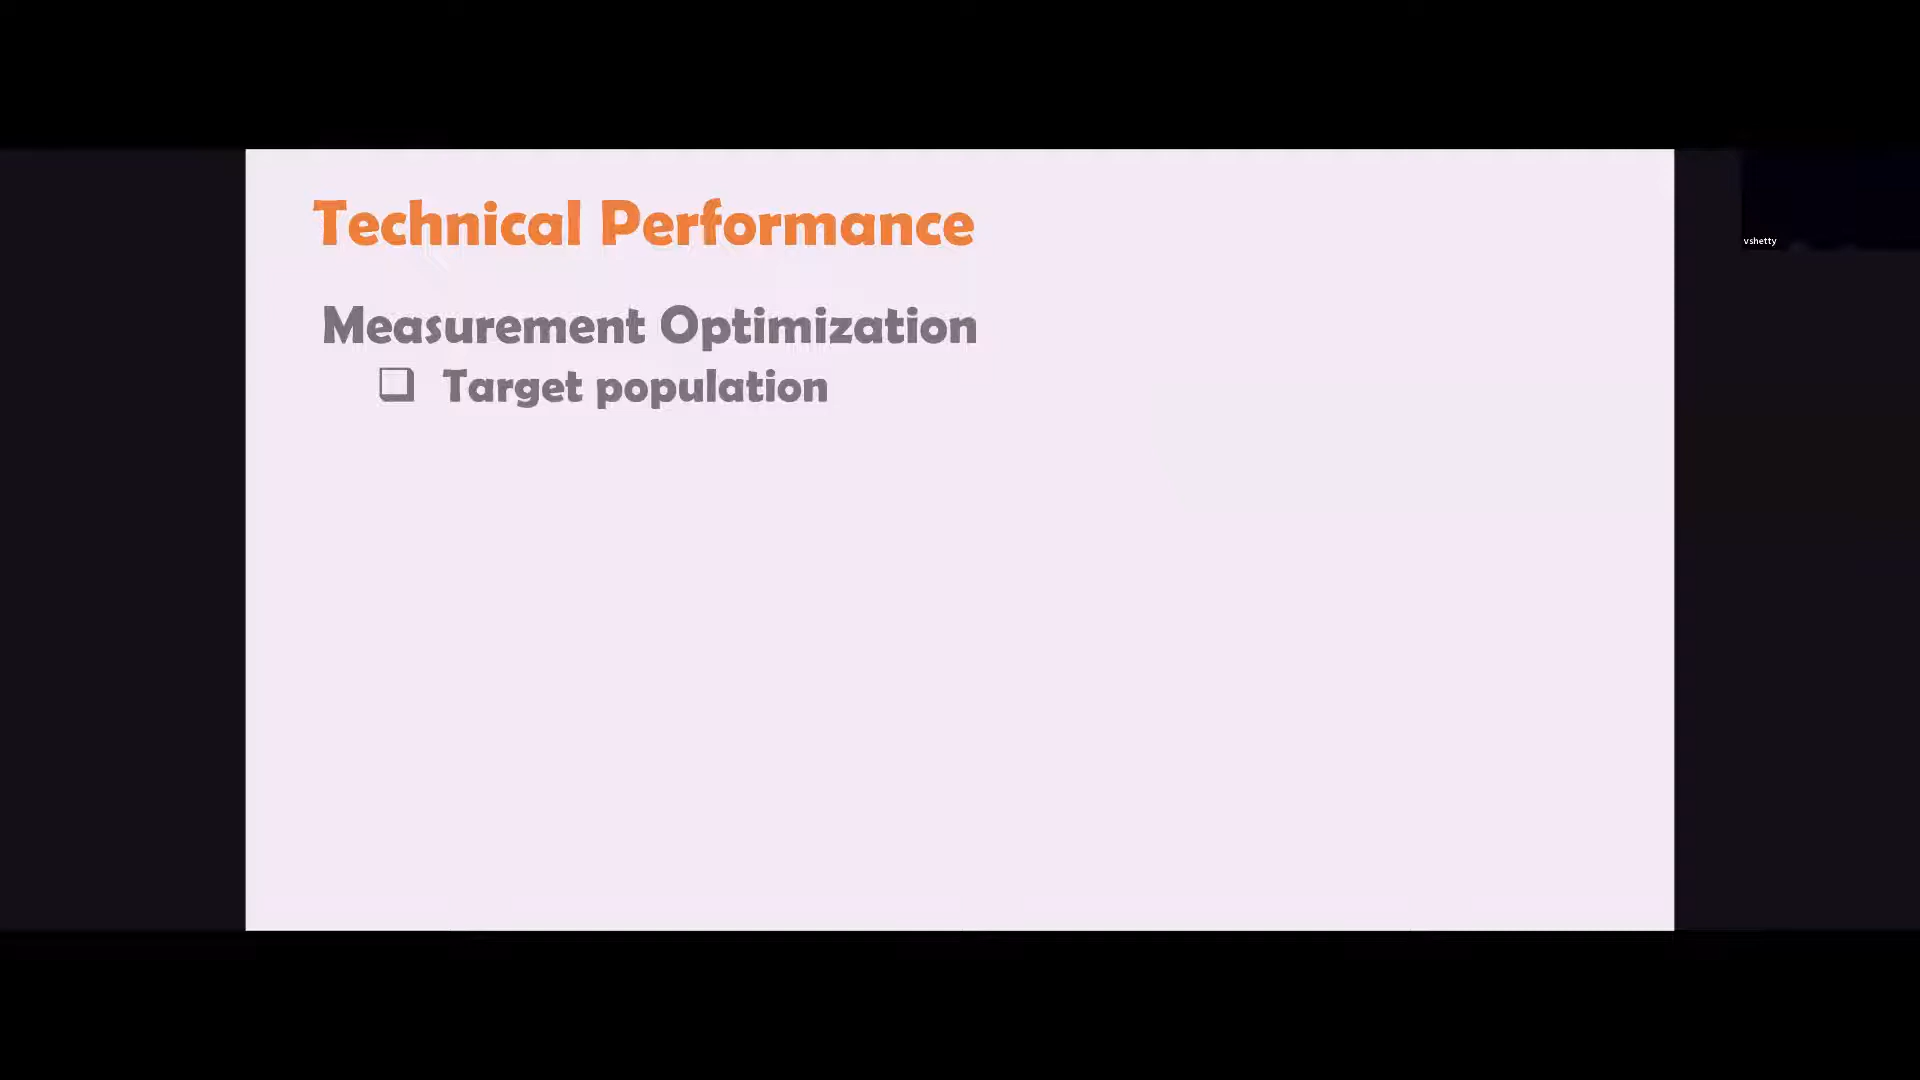 Technical Performance
Measurement Optimization
❑ Target population
vshetty